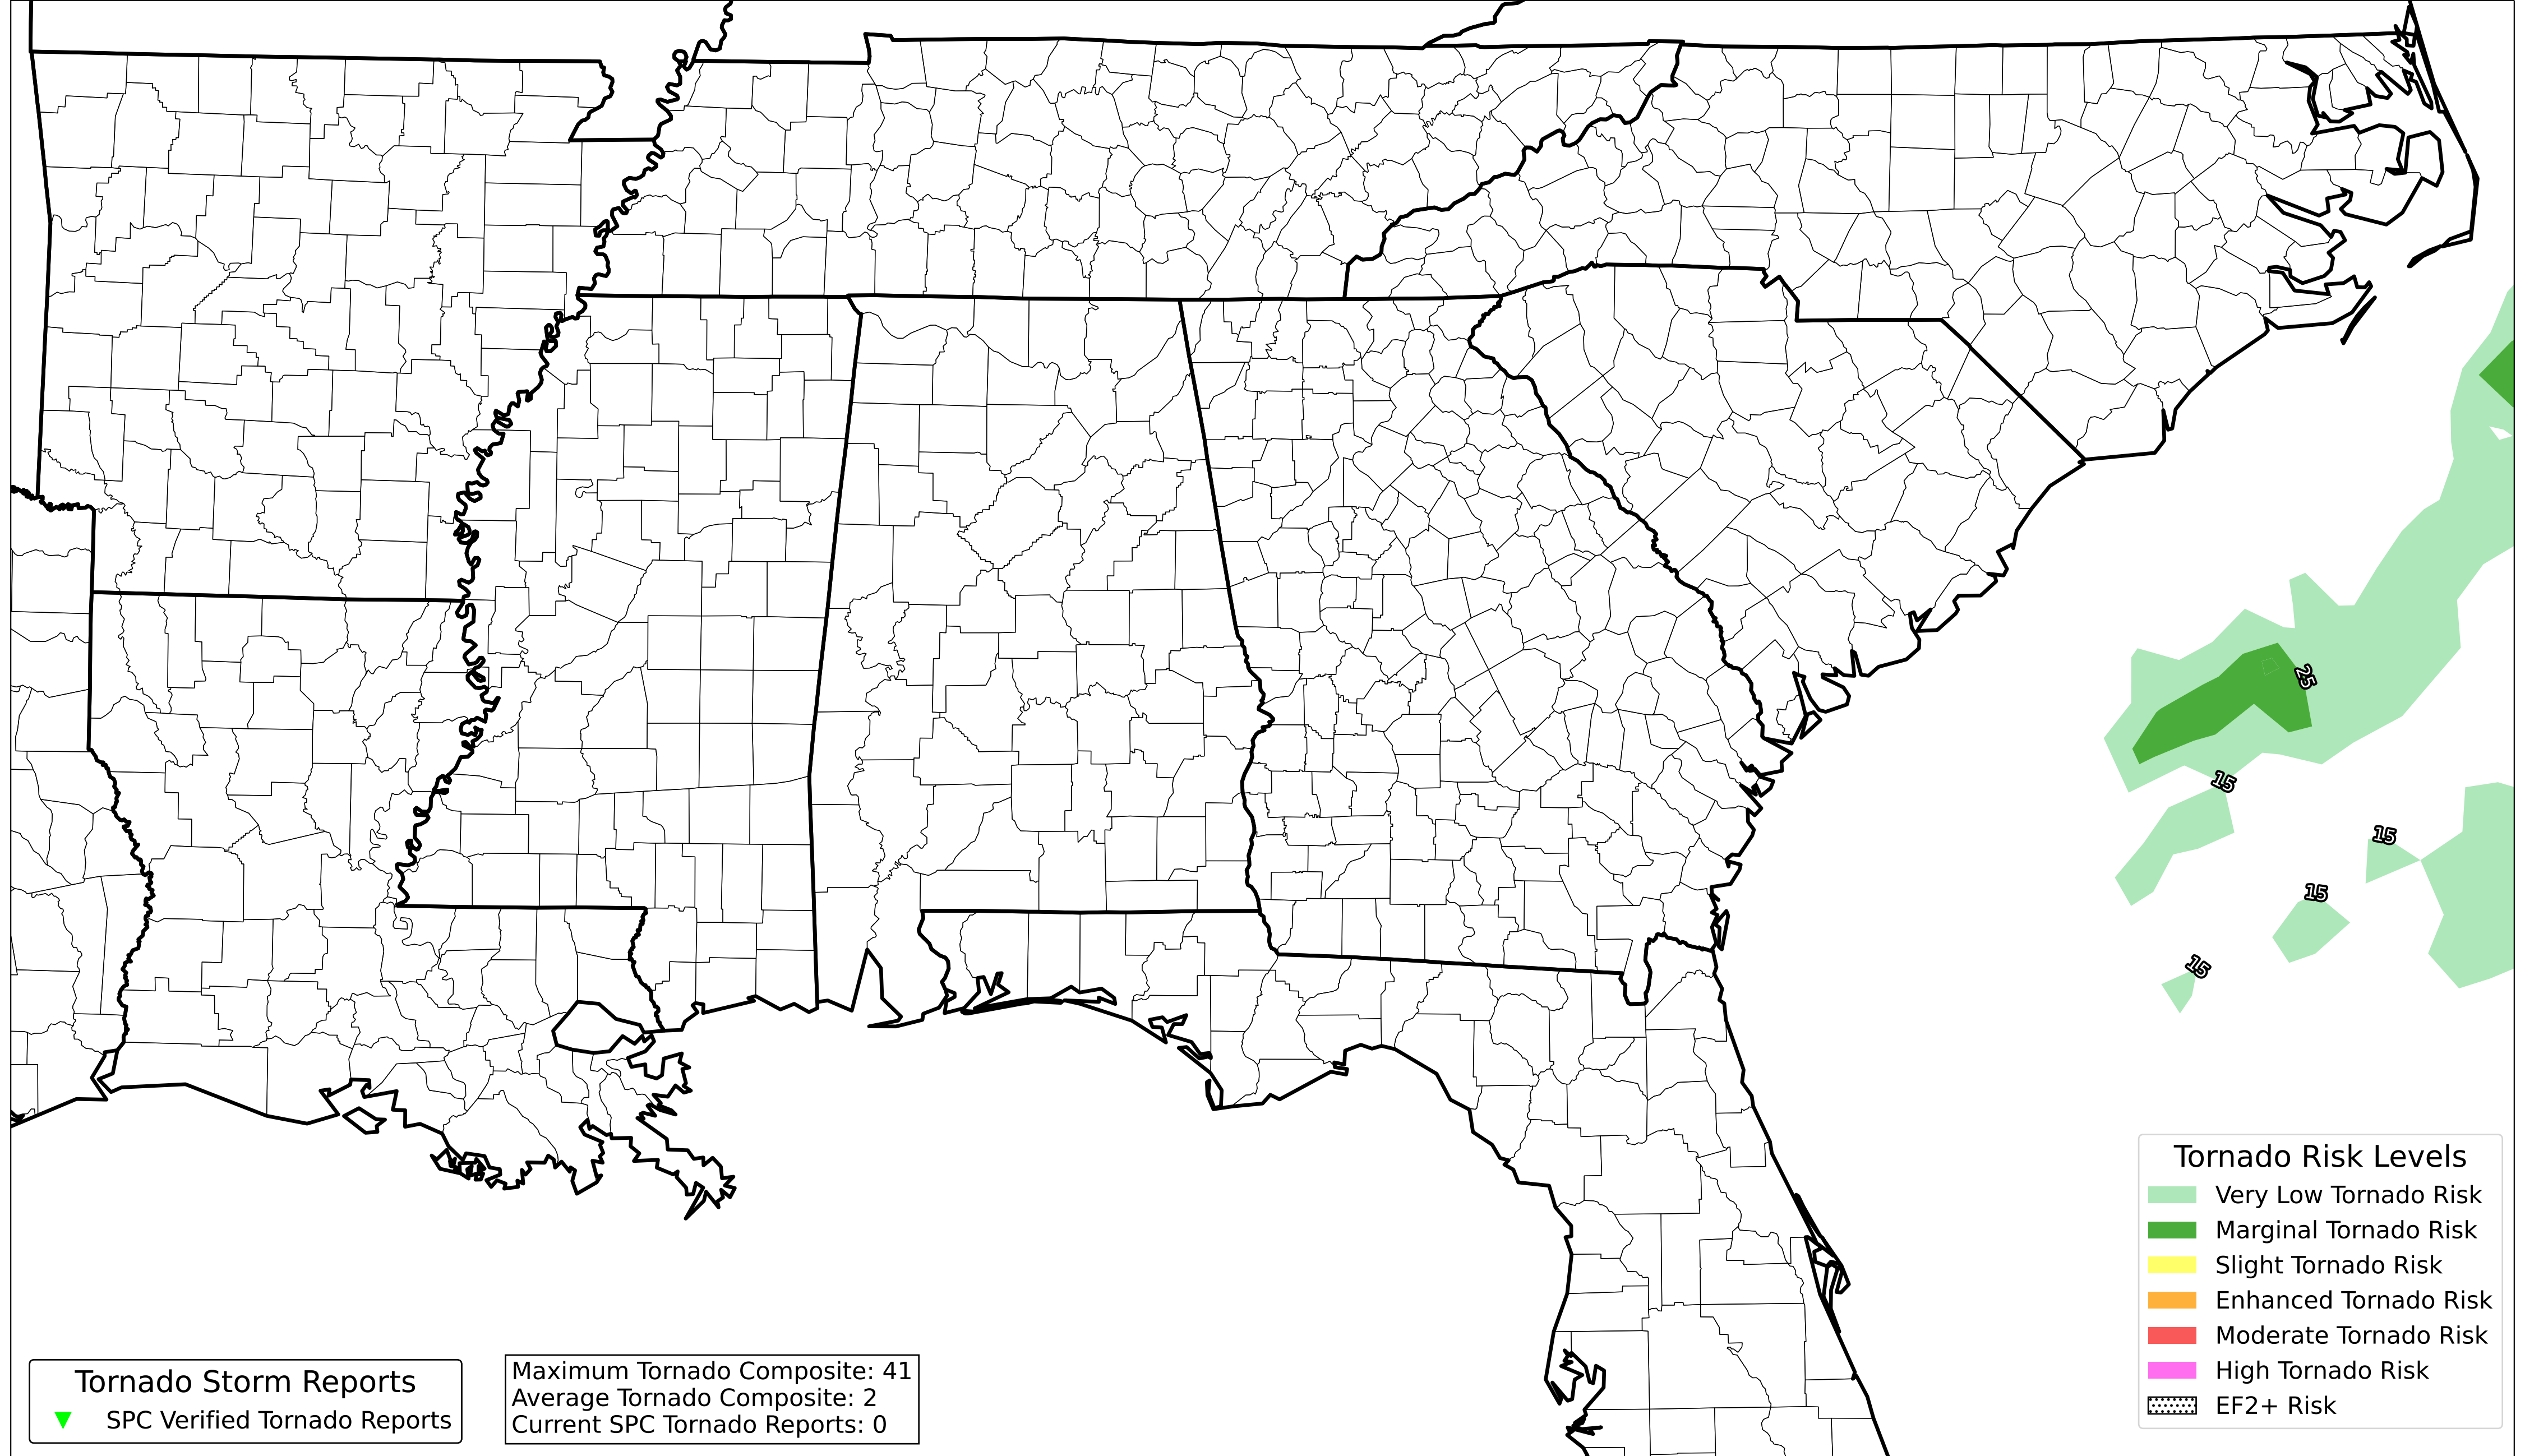 25
15
15
15
15
Tornado Risk Levels
Very Low Tornado Risk
Marginal Tornado Risk
Slight Tornado Risk
Enhanced Tornado Risk
Moderate Tornado Risk
High Tornado Risk
EF2+ Risk
Tornado Storm Reports
SPC Verified Tornado Reports
Maximum Tornado Composite: 41
Average Tornado Composite: 2
Current SPC Tornado Reports: 0